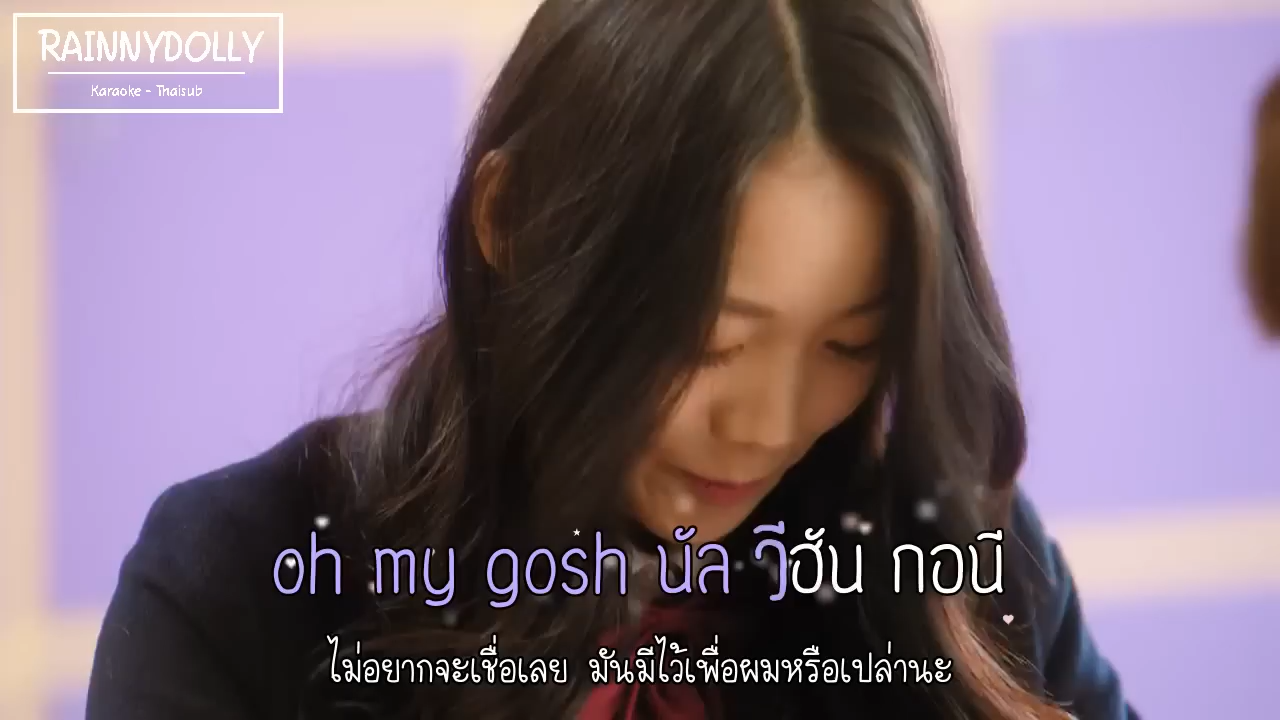 RAINNYDOLLY
Karaoke - Thaisub
oh my gosh นัล วีฮัน กอนี
ไม่อยากจะเชื่อเลย มันมีไว้เพื่อผมหรือเปล่านะ